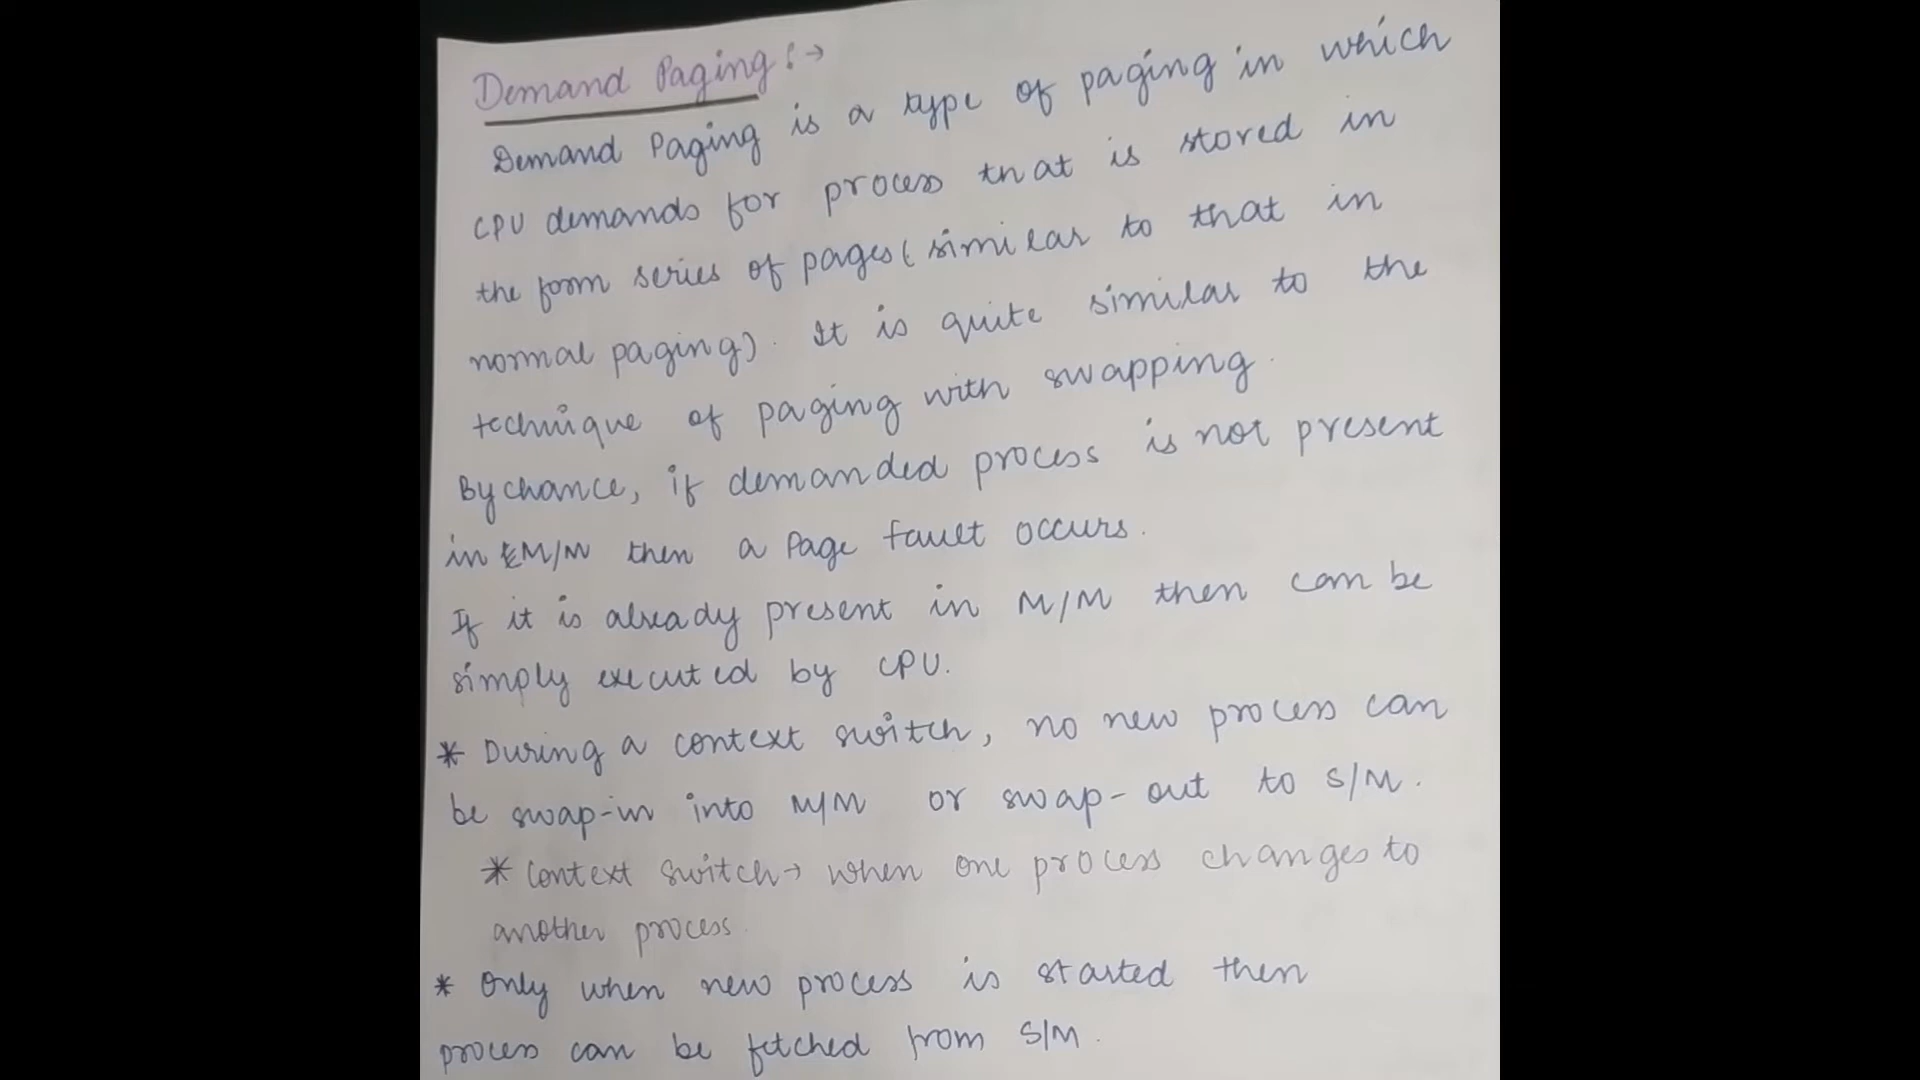 Demand Paging :→
Demand Paging is a type of paging in which
CPU demands for process that is stored in
the form series of pages (similar to that in
normal paging). It is quite similar to the
technique of paging with swapping.
By chance, if demanded process is not present
in M/M then a Page fault occurs.
If it is already present in M/M then can be
simply executed by CPU.
* During a context switch, no new process can
be swap-in into M/M or swap-out to S/M.
* Context switch → when one process changes to
another process.
* Only when new process is started then
process can be fetched from S/M.